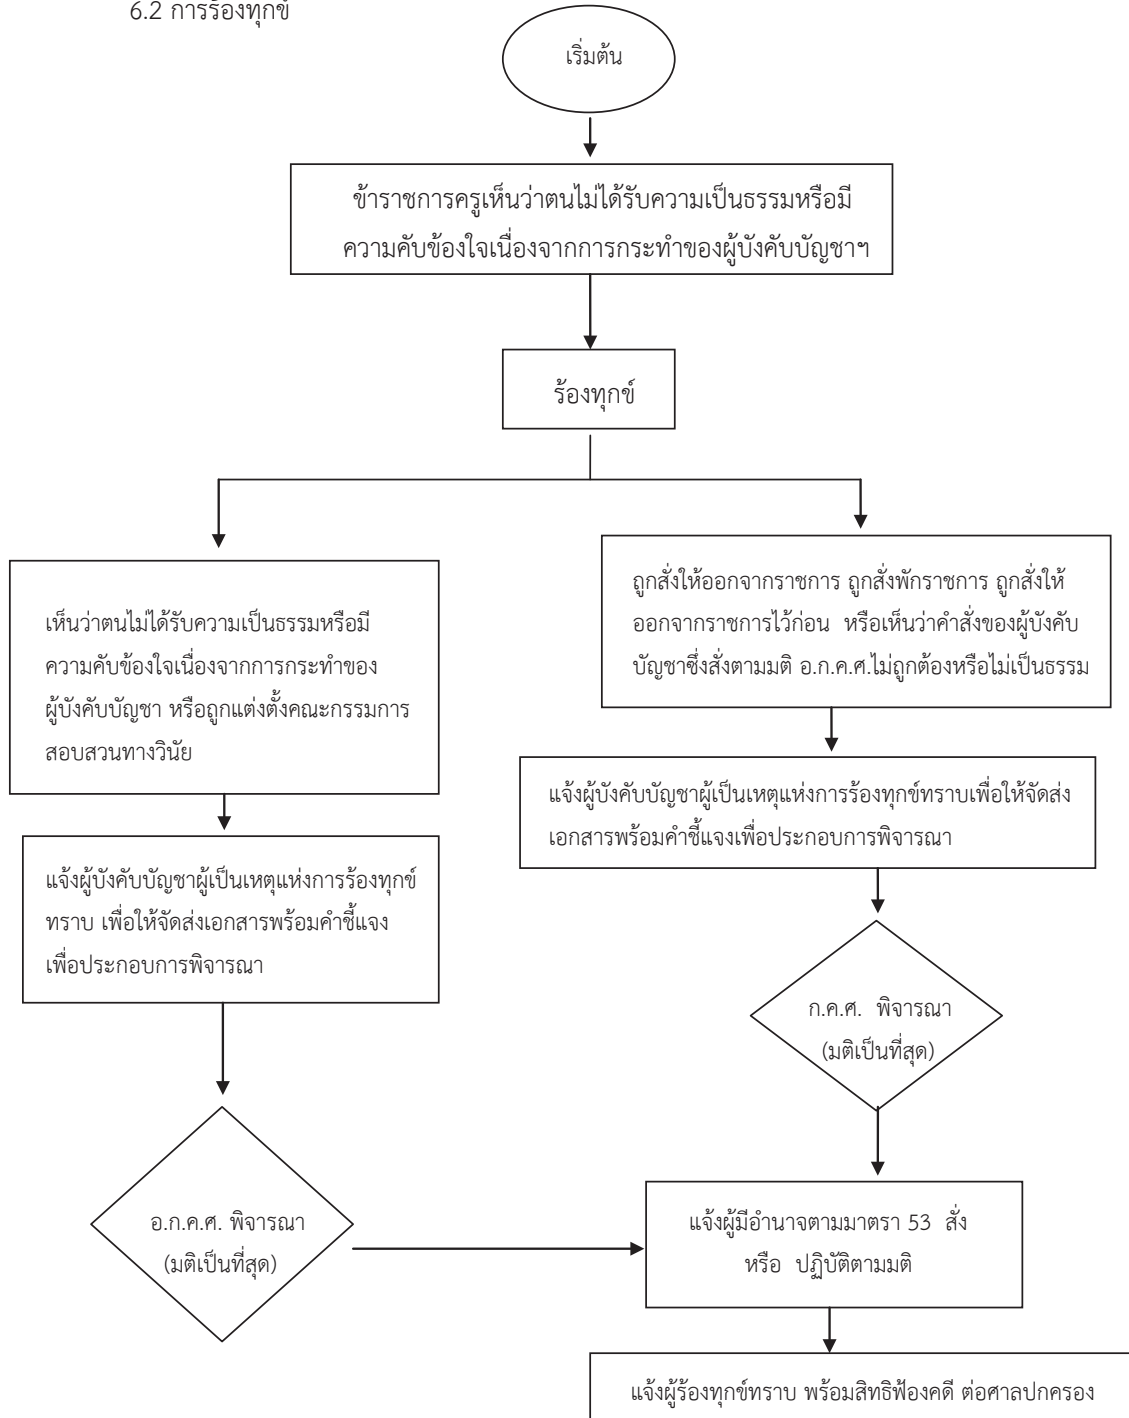 6.2 การร้องทุกข์
เริ่มต้น
ข้าราชการครูเห็นว่าตนไม่ได้รับความเป็นธรรมหรือมี
ความคับข้องใจเนื่องจากการกระทำของผู้บังคับบัญชาฯ
ร้องทุกข์
เห็นว่าตนไม่ได้รับความเป็นธรรมหรือมี
ความคับข้องใจเนื่องจากการกระทำของ
ผู้บังคับบัญชา หรือถูกแต่งตั้งคณะกรรมการ
สอบสวนทางวินัย
แจ้งผู้บังคับบัญชาผู้เป็นเหตุแห่งการร้องทุกข์
ทราบ เพื่อให้จัดส่งเอกสารพร้อมคำชี้แจง
เพื่อประกอบการพิจารณา
อ.ก.ค.ศ. พิจารณา
(มติเป็นที่สุด)
ถูกสั่งให้ออกจากราชการ ถูกสั่งพักราชการ ถูกสั่งให้
ออกจากราชการไว้ก่อน หรือเห็นว่าคำสั่งของผู้บังคับ
บัญชาซึ่งสั่งตามมติ อ.ก.ค.ศ.ไม่ถูกต้องหรือไม่เป็นธรรม
แจ้งผู้บังคับบัญชาผู้เป็นเหตุแห่งการร้องทุกข์ทราบเพื่อให้จัดส่ง
เอกสารพร้อมคำชี้แจงเพื่อประกอบการพิจารณา
ก.ค.ศ. พิจารณา
(มติเป็นที่สุด)
แจ้งผู้มีอำนาจตามมาตรา 53 สั่ง
หรือ ปฏิบัติตามมติ
แจ้งผู้ร้องทุกข์ทราบ พร้อมสิทธิฟ้องคดี ต่อศาลปกครอง